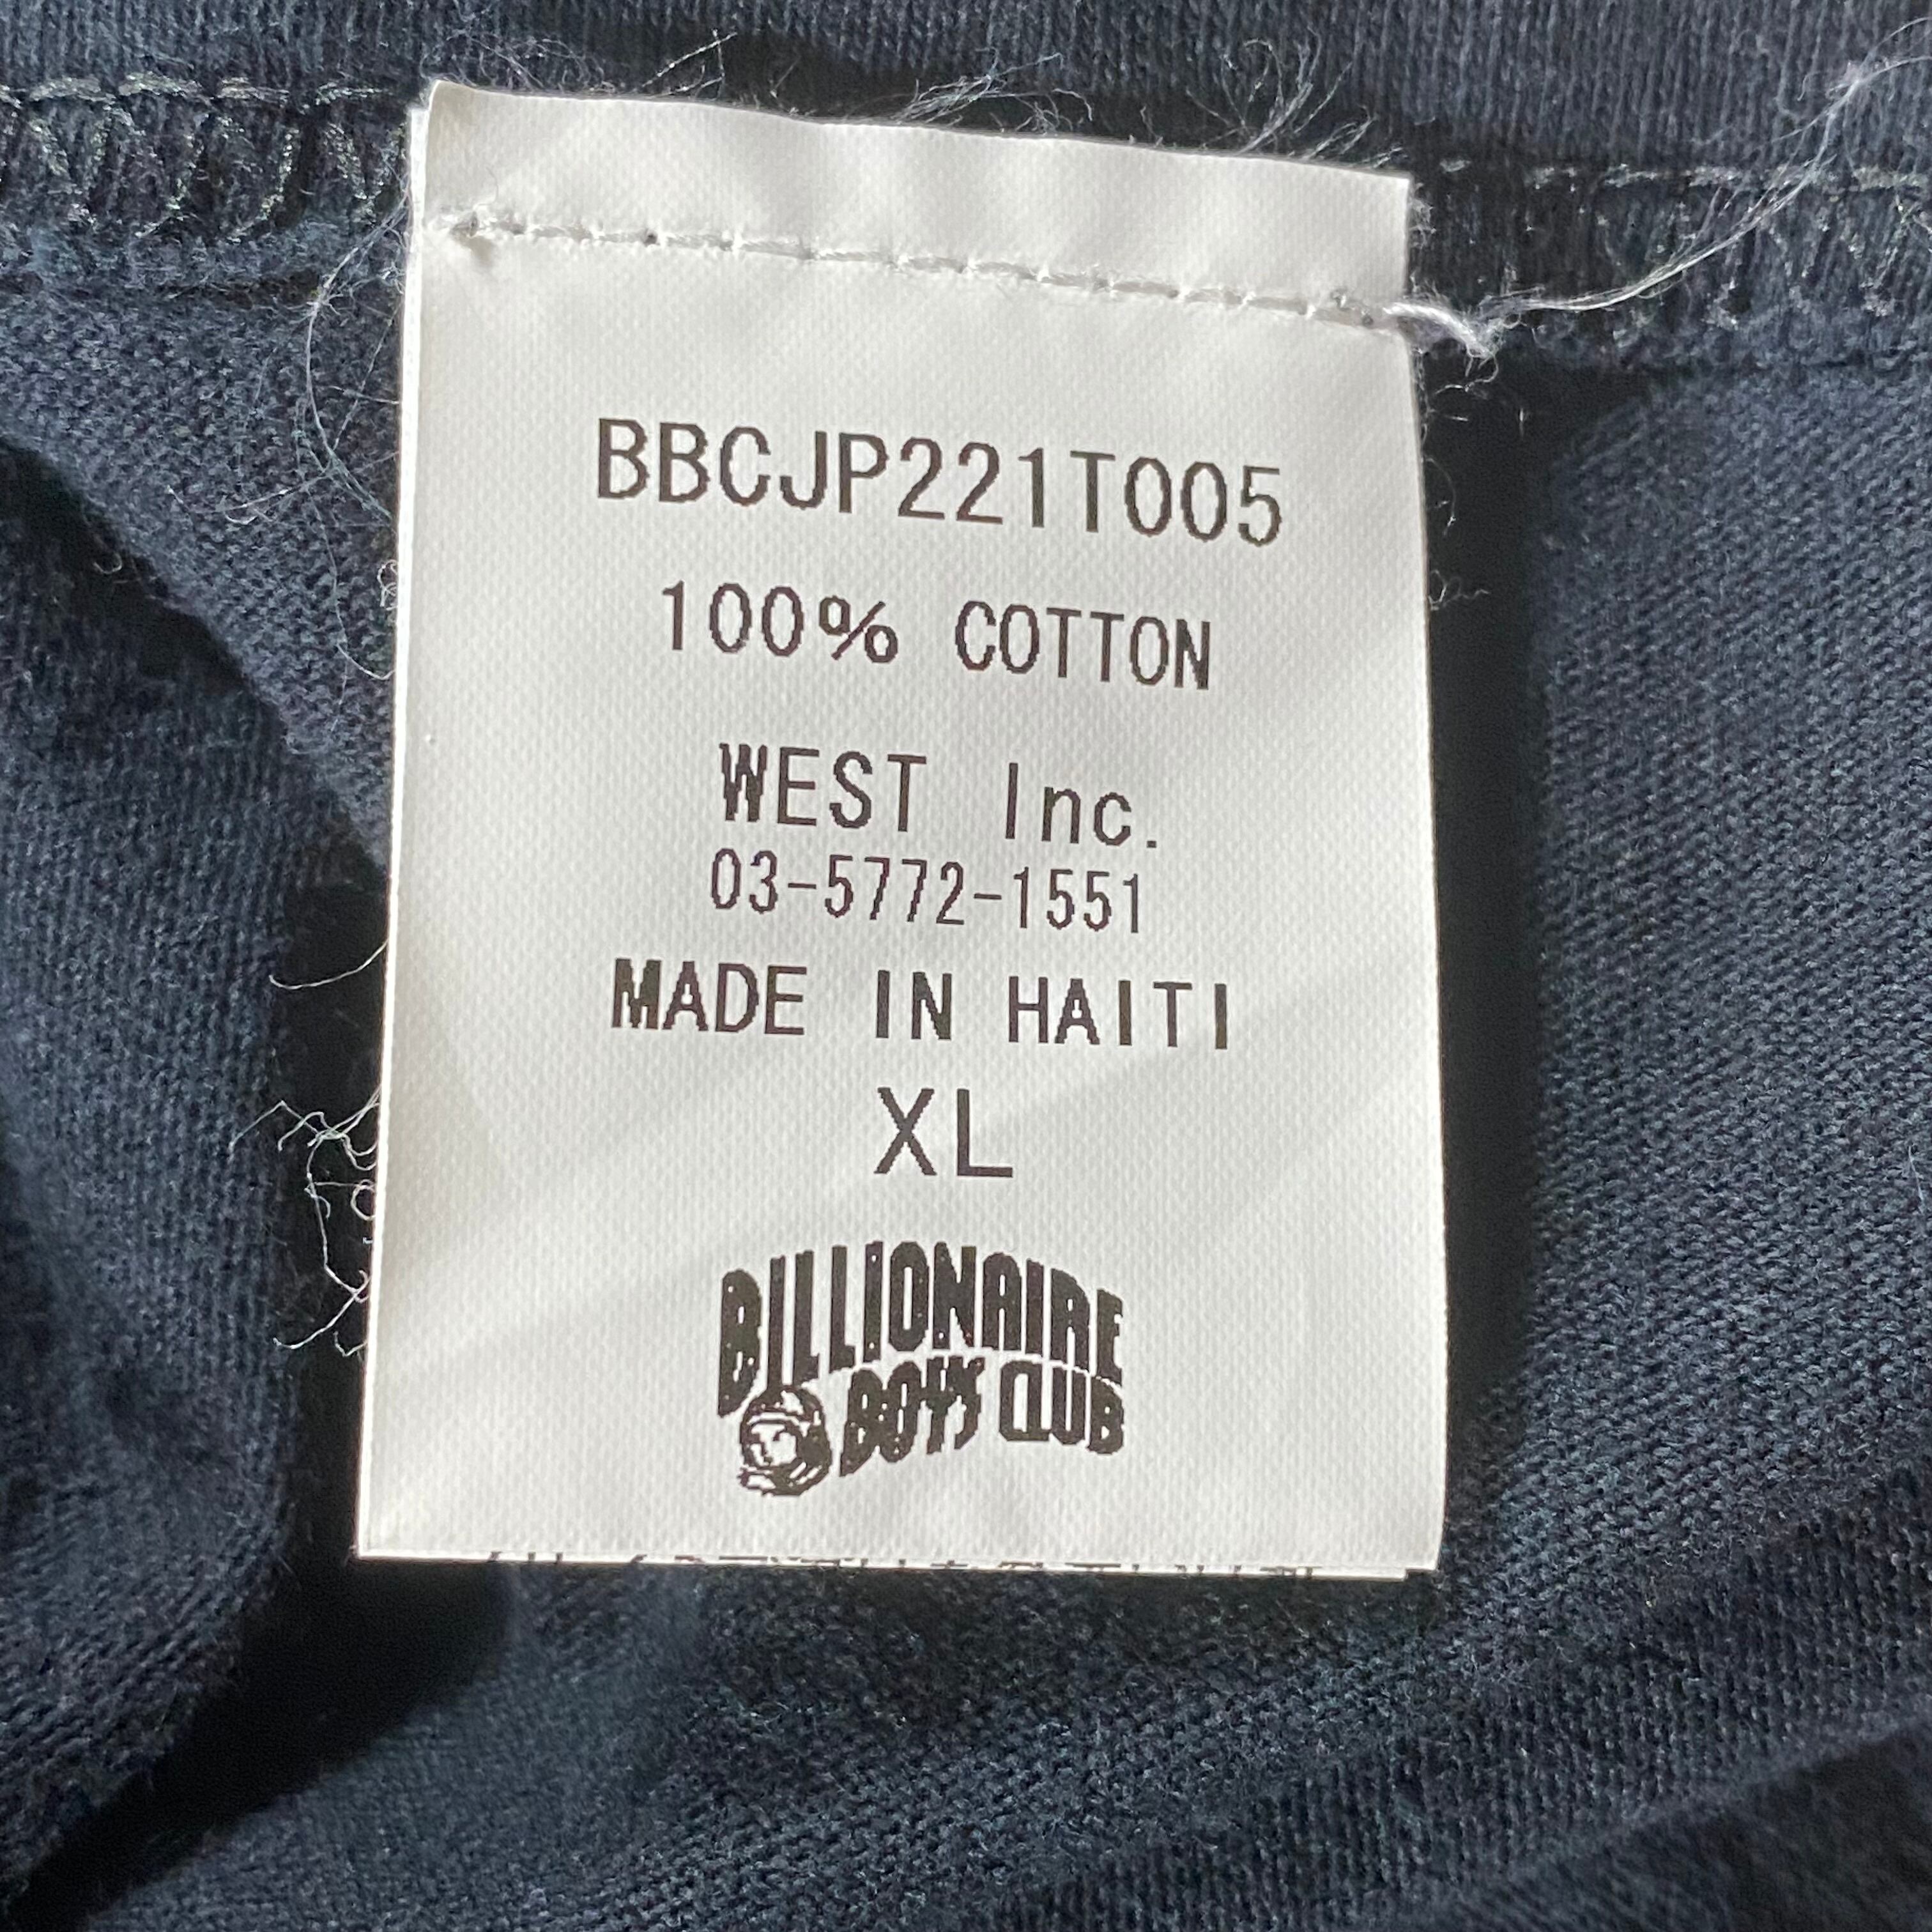 BBCJP221T005
100% COTTON
WEST Inc.
03-5772-1551
MADE IN HAITI
XL
BILLIONAIRE
BOYS CLUB